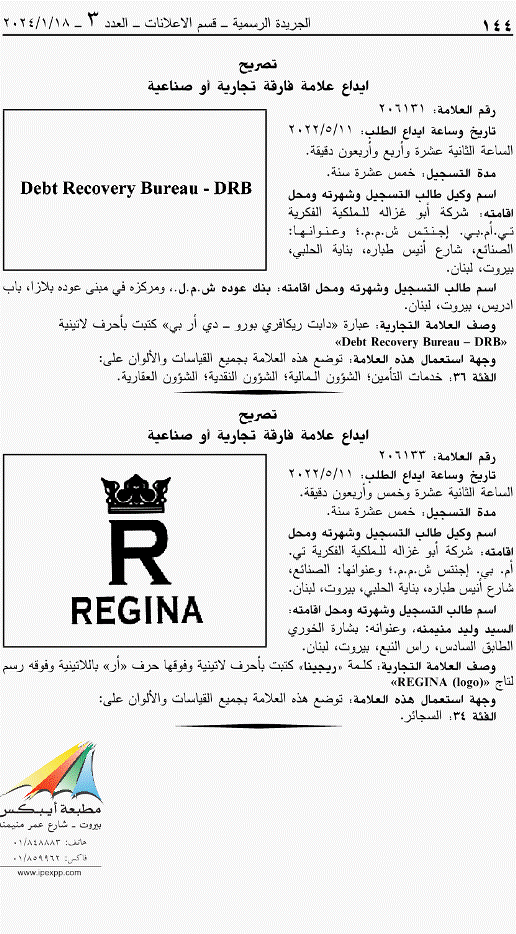 ١٤٤
الجريدة الرسمية ـ قسم الاعلانات ـ العدد ٣ ـ ٢٠٢٤/١/١٨
تصريح
ايداع علامة فارقة تجارية أو صناعية
رقم العلامة: ٢٠٦١٣١
تاريخ وساعة ايداع الطلب: ٢٠٢٢/٥/١١
الساعة الثانية عشرة وأربع وأربعون دقيقة.
مدة التسجيل: خمس عشرة سنة.
اسم وكيل طالب التسجيل وشهرته ومحل
اقامته: شركة أبو غزاله للملكية الفكرية
تي.أم.بي. إجنتس ش.م.م.؛ وعنوانها:
الصنائع، شارع أنيس طباره، بناية الحلبي،
بيروت، لبنان.
Debt Recovery Bureau - DRB
اسم طالب التسجيل وشهرته ومحل اقامته: بنك عوده ش.م.ل.، ومركزه في مبنى عوده بلازا، باب
ادريس، بيروت، لبنان.
وصف العلامة التجارية: عبارة «دابت ريكافري بورو ـ دي أر بي» كتبت بأحرف لاتينية
«Debt Recovery Bureau – DRB»
وجهة استعمال هذه العلامة: توضع هذه العلامة بجميع القياسات والألوان على:
الفئة ٣٦: خدمات التأمين؛ الشؤون المالية؛ الشؤون النقدية؛ الشؤون العقارية.
تصريح
ايداع علامة فارقة تجارية أو صناعية
رقم العلامة: ٢٠٦١٣٣
تاريخ وساعة ايداع الطلب: ٢٠٢٢/٥/١١
الساعة الثانية عشرة وخمس وأربعون دقيقة.
مدة التسجيل: خمس عشرة سنة.
اسم وكيل طالب التسجيل وشهرته ومحل
اقامته: شركة أبو غزاله للملكية الفكرية تي.
أم. بي. إجنتس ش.م.م.؛ وعنوانها: الصنائع،
شارع أنيس طباره، بناية الحلبي، بيروت، لبنان.
اسم طالب التسجيل وشهرته ومحل اقامته:
السيد وليد منيمنه، وعنوانه: بشارة الخوري
الطابق السادس، راس النبع، بيروت، لبنان.
R
REGINA
وصف العلامة التجارية: كلمة «ريجينا» كتبت بأحرف لاتينية وفوقها حرف «أر» باللاتينية وفوقه رسم
لتاج «REGINA (logo)»
وجهة استعمال هذه العلامة: توضع هذه العلامة بجميع القياسات والألوان على:
الفئة ٣٤: السجائر.
مطبعة أيبكس
بيروت ـ شارع عمر منيمنه
هاتف: ٠١/٨٤٨٨٨٣
فاكس: ٠١/٨٥٩٩٦٢
www.ipexpp.com